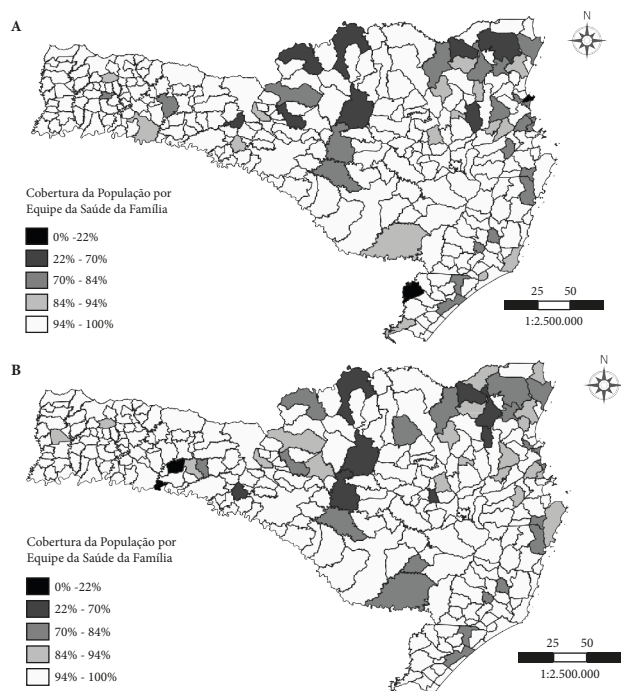 A
N
Cobertura da População por
Equipe da Saúde da Família
0% -22%
22% - 70%
70% - 84%
84% - 94%
94% - 100%
25 50
1:2.500.000
B
N
Cobertura da População por
Equipe da Saúde da Família
0% - 22%
22% - 70%
70% - 84%
84% - 94%
94% - 100%
25 50
1:2.500.000